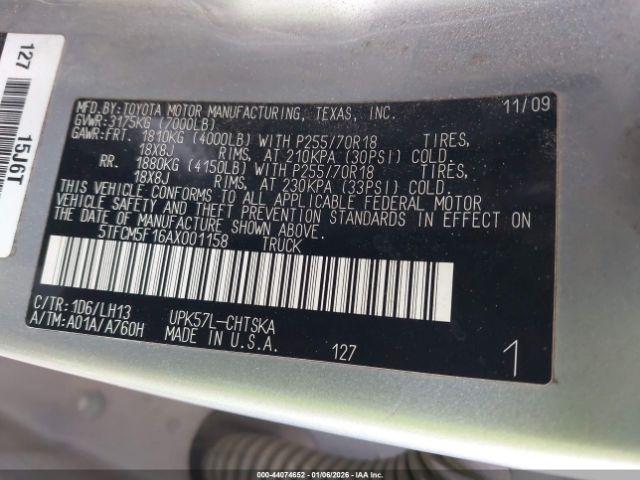 127
15J6T
MFD.BY:TOYOTA MOTOR MANUFACTURING, TEXAS, INC. 11/09
GVWR:3175KG (7000LB)
GAWR:FRT. 1810KG (4000LB) WITH P255/70R18 TIRES,
18X8J RIMS, AT 210KPA (30PSI) COLD.
RR. 1880KG (4150LB) WITH P255/70R18 TIRES,
18X8J RIMS, AT 230KPA (33PSI) COLD.
THIS VEHICLE CONFORMS TO ALL APPLICABLE FEDERAL MOTOR
VEHICLE SAFETY AND THEFT PREVENTION STANDARDS IN EFFECT ON
THE DATE OF MANUFACTURE SHOWN ABOVE.
5TFCM5F16AX001158 TRUCK
C/TR:1D6/LH13 UPK57L-CHTSKA
A/TM:A01A/A760H MADE IN U.S.A. 127 1
000-44074652 | 01/06/2026 - IAAI.COM